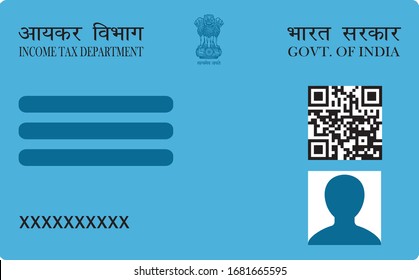 आयकर विभाग
INCOME TAX DEPARTMENT
भारत सरकार
GOVT. OF INDIA
XXXXXXXXXX
shutterstock.com · 1681665595